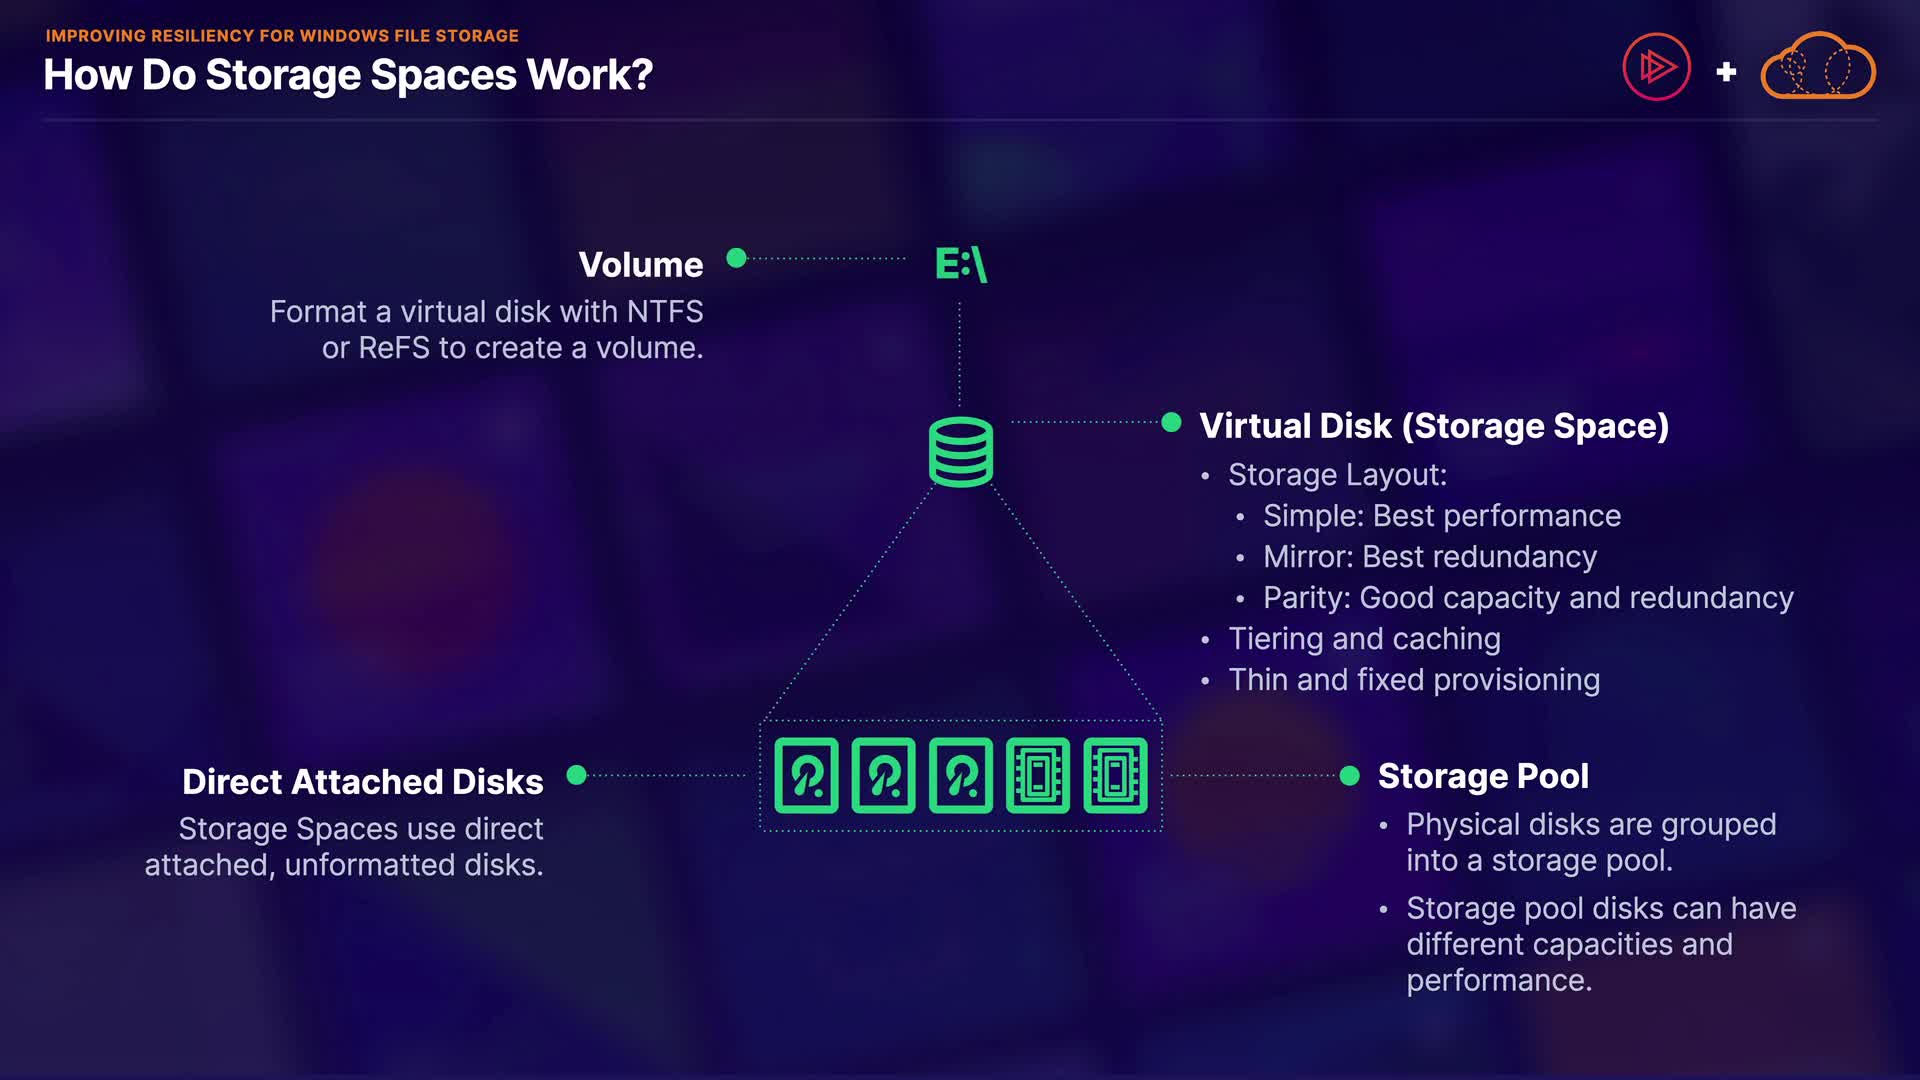 IMPROVING RESILIENCY FOR WINDOWS FILE STORAGE
How Do Storage Spaces Work?
Volume
Format a virtual disk with NTFS
or ReFS to create a volume.
E:\
Virtual Disk (Storage Space)
• Storage Layout:
• Simple: Best performance
• Mirror: Best redundancy
• Parity: Good capacity and redundancy
• Tiering and caching
• Thin and fixed provisioning
Direct Attached Disks
Storage Spaces use direct
attached, unformatted disks.
Storage Pool
• Physical disks are grouped
into a storage pool.
• Storage pool disks can have
different capacities and
performance.